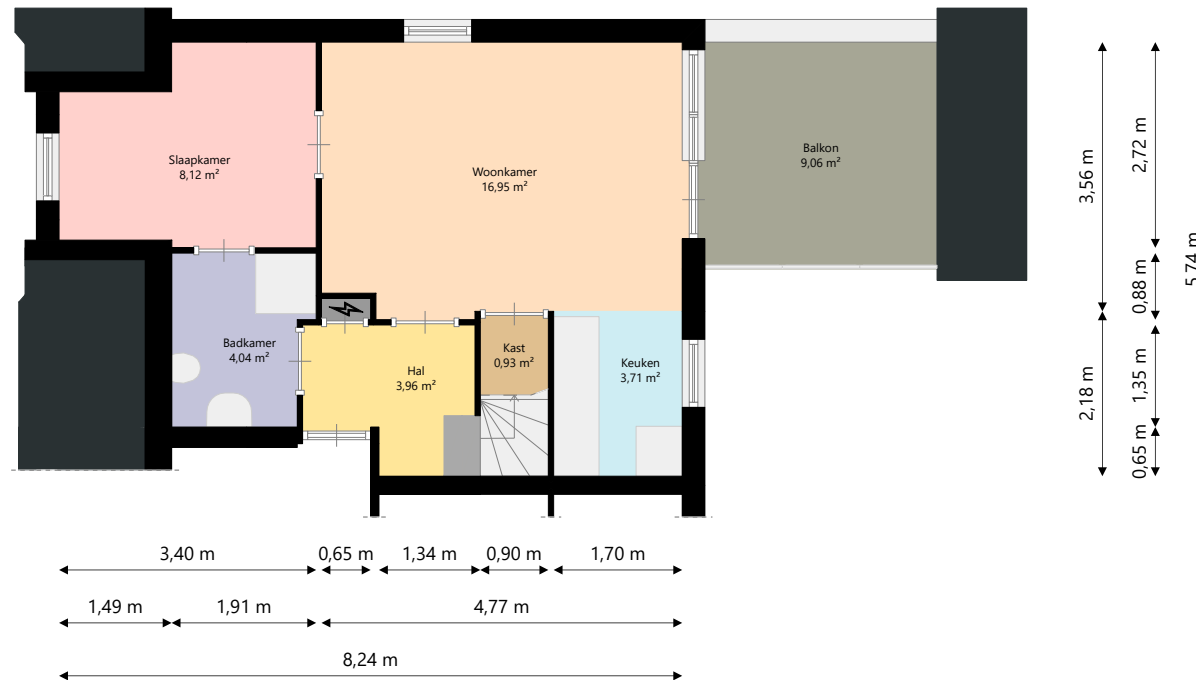 Slaapkamer
8,12 m²
Woonkamer
16,95 m²
Balkon
9,06 m²
Badkamer
4,04 m²
Hal
3,96 m²
Kast
0,93 m²
Keuken
3,71 m²
3,56 m
2,18 m
2,72 m
0,88 m
1,35 m
0,65 m
5,74 m
3,40 m
0,65 m
1,34 m
0,90 m
1,70 m
1,49 m
1,91 m
4,77 m
8,24 m